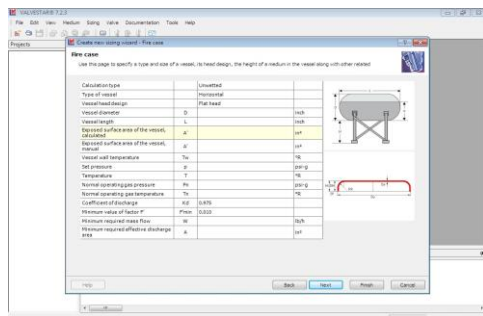 VALVESTAR® 7.2.3
File Edit View Medium Sizing Valve Documentation Tools Help
Projects
Create new sizing wizard - Fire case
Fire case
Use this page to specify a type and size of a vessel, its head design, the height of a medium in the vessel along with other related
Calculation type Unwetted
Type of vessel Horizontal
Vessel head design Flat head
Vessel diameter D inch
Vessel length L inch
Exposed surface area of the vessel, calculated A' in²
Exposed surface area of the vessel, manual A' in²
Vessel wall temperature Tw °R
Set pressure p psi-g
Temperature T °R
Normal operating gas pressure Pn psi-g
Normal operating gas temperature Tn °R
Coefficient of discharge Kd 0.975
Minimum value of factor F' F'min 0.010
Minimum required mass flow W lb/h
Minimum required effective discharge area A in²
Help Back Next Finish Cancel